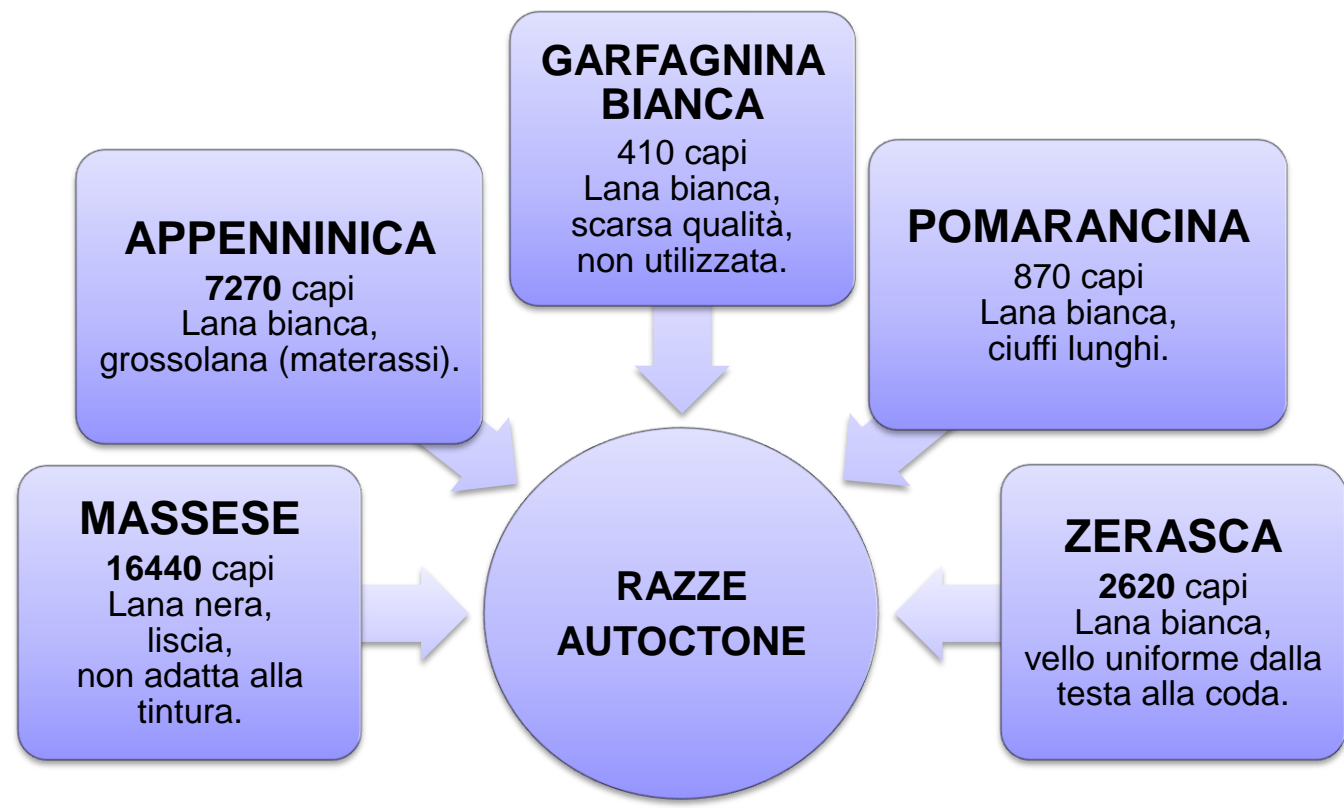 GARFAGNINA
BIANCA
410 capi
Lana bianca,
scarsa qualità,
non utilizzata.
APPENNINICA
7270 capi
Lana bianca,
grossolana (materassi).
POMARANCINA
870 capi
Lana bianca,
ciuffi lunghi.
MASSESE
16440 capi
Lana nera,
liscia,
non adatta alla
tintura.
RAZZE
AUTOCTONE
ZERASCA
2620 capi
Lana bianca,
vello uniforme dalla
testa alla coda.